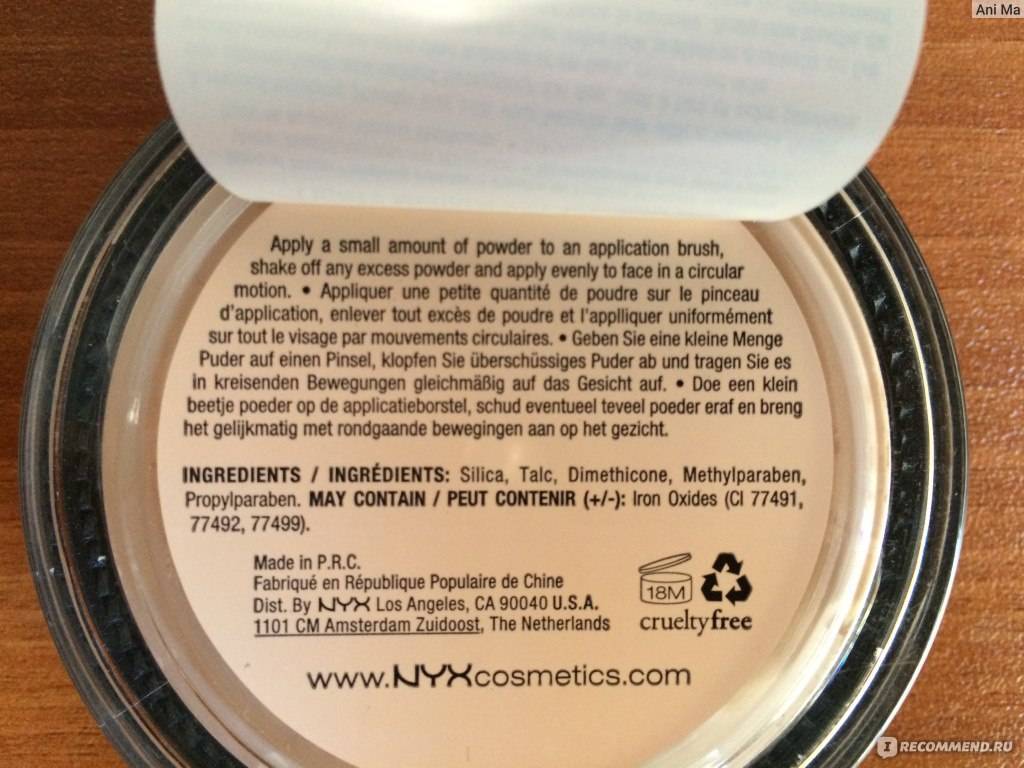 Ani Ma
Apply a small amount of powder to an application brush,
shake off any excess powder and apply evenly to face in a circular
motion. • Appliquer une petite quantité de poudre sur le pinceau
d'application, enlever tout excès de poudre et l'applliquer uniformément
sur tout le visage par mouvements circulaires. • Geben Sie eine kleine Menge
Puder auf einen Pinsel, klopfen Sie überschüssiges Puder ab und tragen Sie es
in kreisenden Bewegungen gleichmäßig auf das Gesicht auf. • Doe een klein
beetje poeder op de applicatieborstel, schud eventueel teveel poeder eraf en breng
het gelijkmatig met rondgaande bewegingen aan op het gezicht.
INGREDIENTS / INGRÉDIENTS: Silica, Talc, Dimethicone, Methylparaben,
Propylparaben. MAY CONTAIN / PEUT CONTENIR (+/-): Iron Oxides (CI 77491,
77492, 77499).
Made in P.R.C.
Fabriqué en République Populaire de Chine
Dist. By NYX Los Angeles, CA 90040 U.S.A.
1101 CM Amsterdam Zuidoost, The Netherlands
18M
crueltyfree
www.NYXcosmetics.com
I RECOMMEND.RU